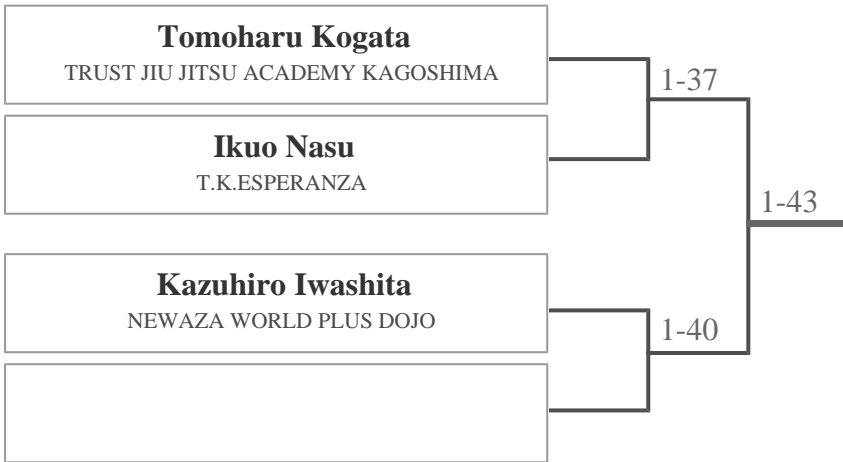 Tomoharu Kogata
TRUST JIU JITSU ACADEMY KAGOSHIMA
1-37
Ikuo Nasu
T.K.ESPERANZA
1-43
Kazuhiro Iwashita
NEWAZA WORLD PLUS DOJO
1-40